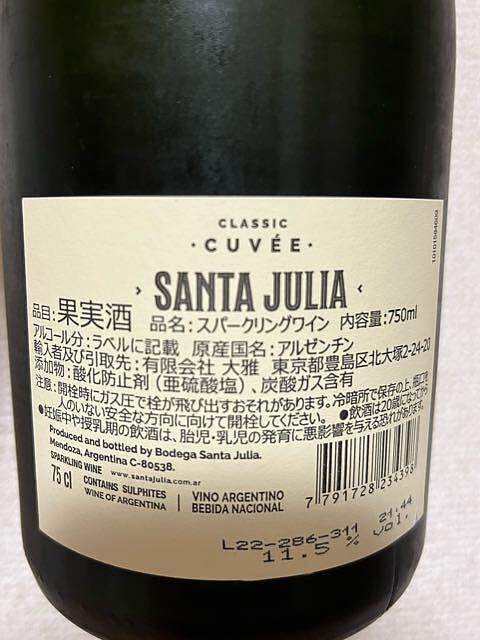 CLASSIC
· CUVÉE ·
SANTA JULIA
品目:果実酒 品名:スパークリングワイン 内容量:750ml
アルコール分:ラベルに記載 原産国名:アルゼンチン
輸入者及び引取先:有限会社 大雅 東京都豊島区北大塚2-24-20
添加物:酸化防止剤(亜硫酸塩)、炭酸ガス含有
注意:開栓時にガス圧で栓が飛び出すおそれがあります。冷暗所で保存の上、
人のいない安全な方向に向けて開栓してください。 ●飲酒は20歳になってから
●妊娠中や授乳期の飲酒は、胎児・乳児の発育に悪影響を与える恐れがあります。
Produced and bottled by Bodega Santa Julia.
Mendoza, Argentina C-80538.
SPARKLING WINE www.santajulia.com.ar
75 cl
CONTAINS SULPHITES
WINE OF ARGENTINA
VINO ARGENTINO
BEBIDA NACIONAL
7 791728 234398
L22-286-311 21:44
11.5 % vol.